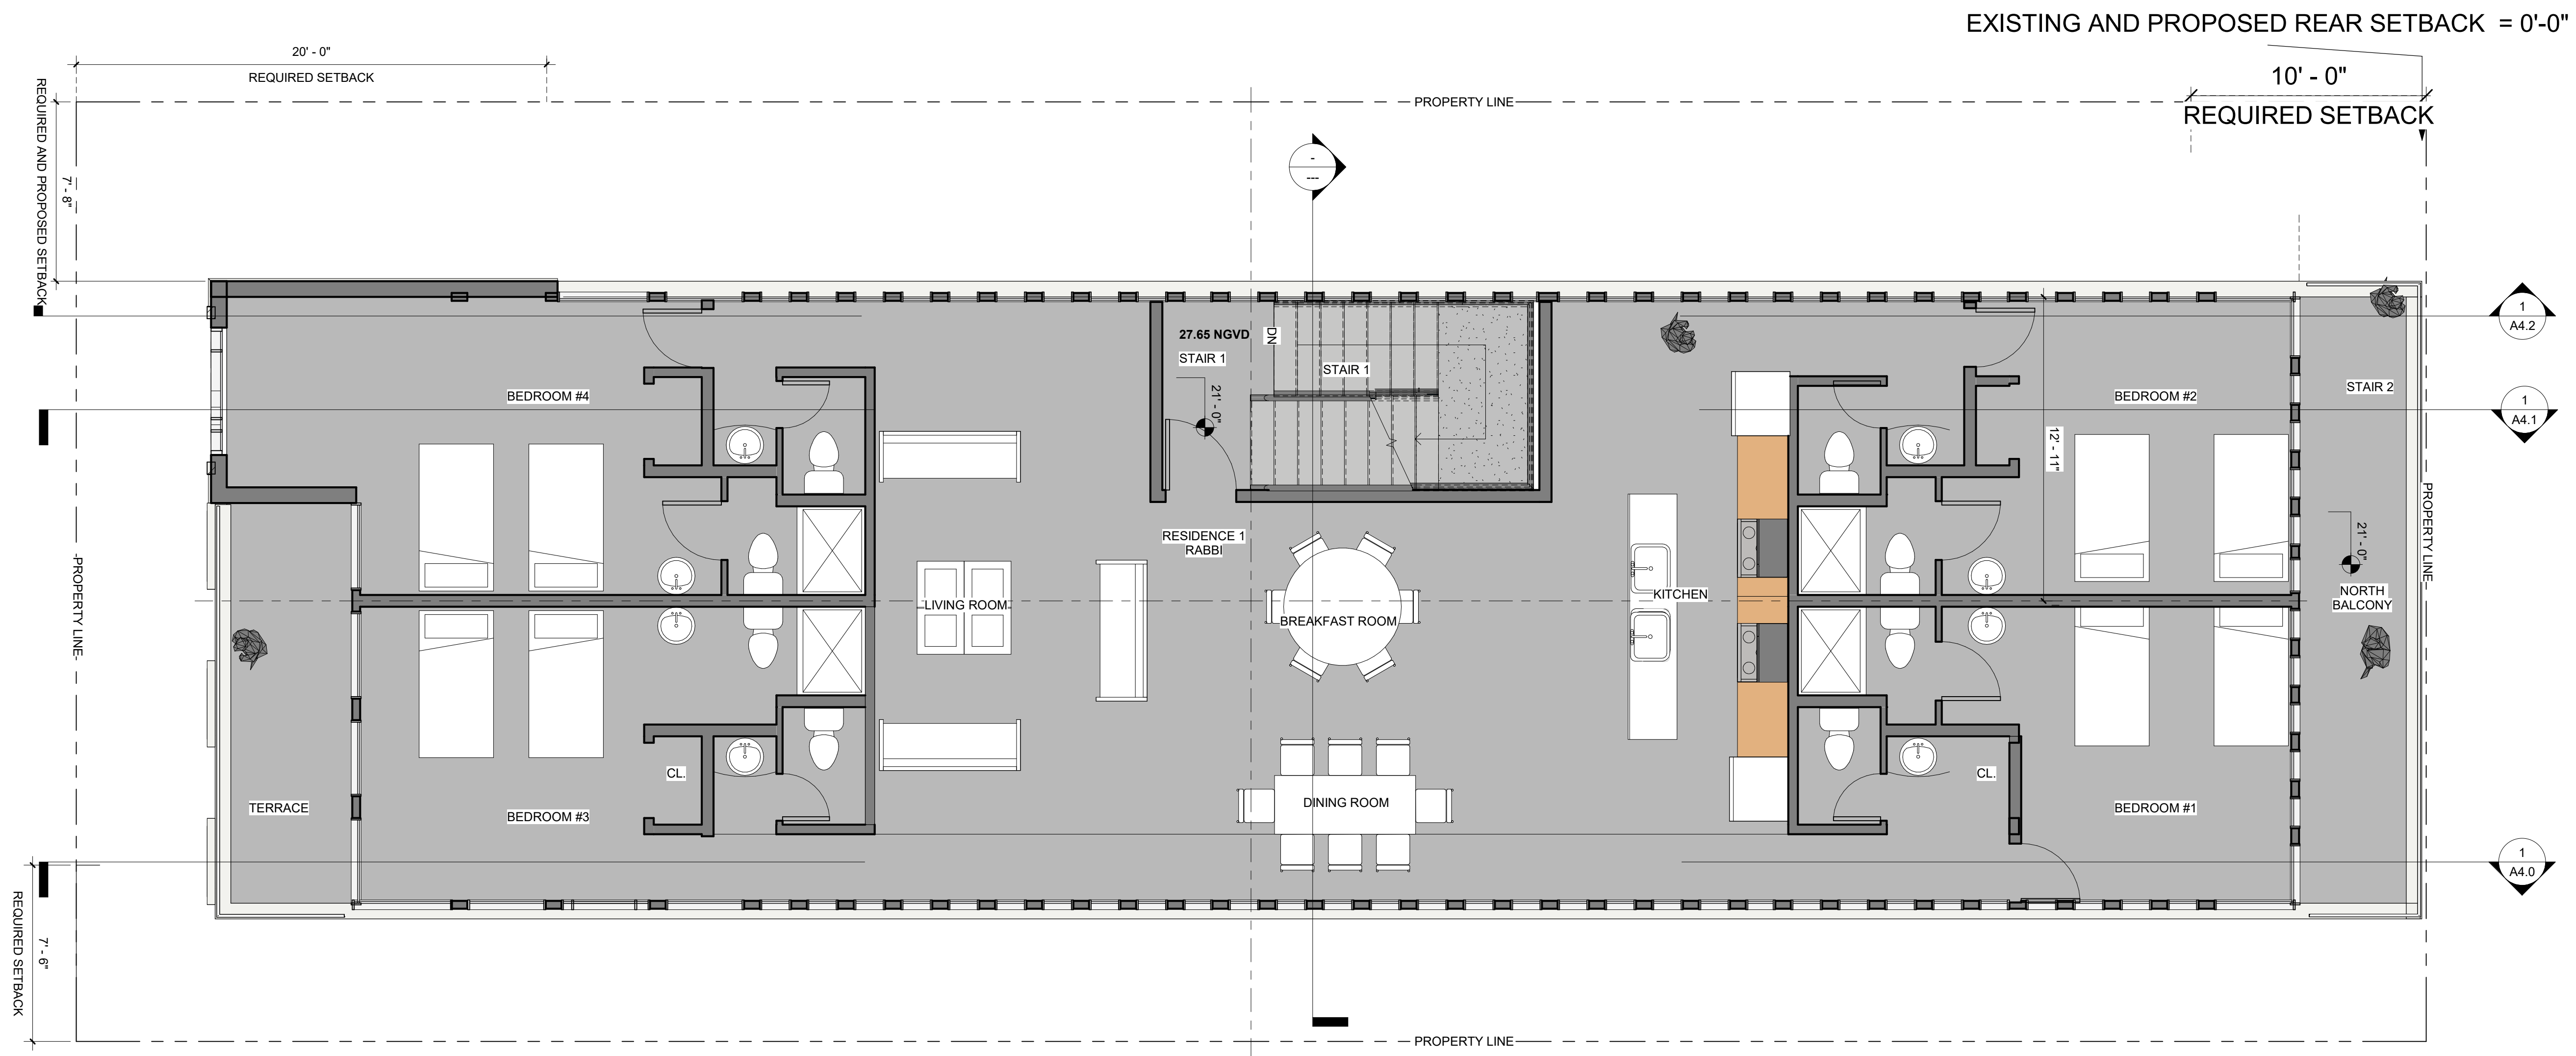 EXISTING AND PROPOSED REAR SETBACK = 0'-0"
20' - 0"
REQUIRED SETBACK
10' - 0"
REQUIRED SETBACK
PROPERTY LINE
REQUIRED AND PROPOSED SETBACK
7' - 8"
-
---
1
A4.2
27.65 NGVD
DN
STAIR 1
STAIR 1
21' - 0"
BEDROOM #4
BEDROOM #2
STAIR 2
1
A4.1
12' - 11"
PROPERTY LINE
21' - 0"
RESIDENCE 1
RABBI
PROPERTY LINE
LIVING ROOM
BREAKFAST ROOM
KITCHEN
NORTH
BALCONY
CL.
CL.
TERRACE
BEDROOM #3
DINING ROOM
BEDROOM #1
1
A4.0
REQUIRED SETBACK
7' - 6"
PROPERTY LINE